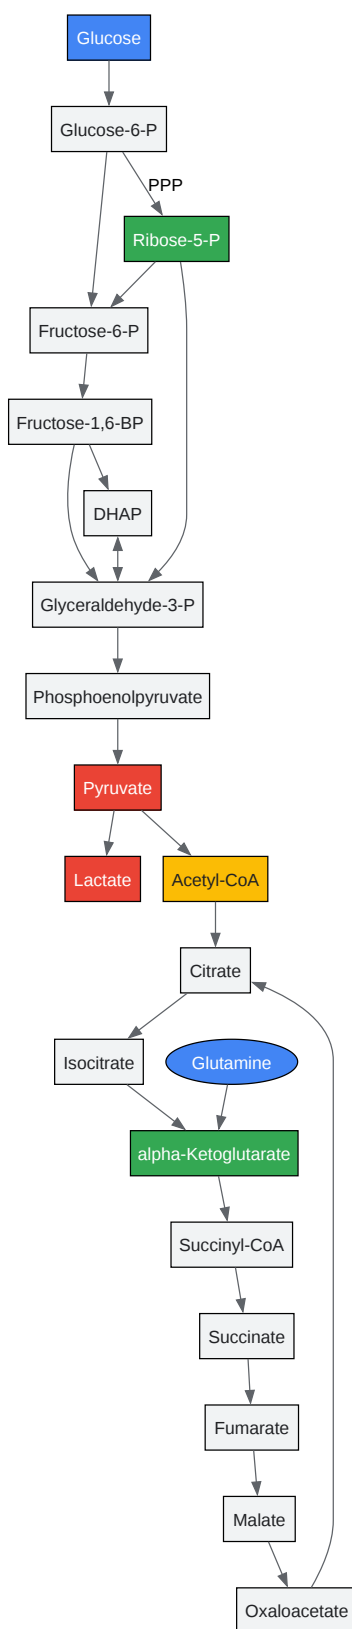 Glucose
Glucose-6-P
PPP
Ribose-5-P
Fructose-6-P
Fructose-1,6-BP
DHAP
Glyceraldehyde-3-P
Phosphoenolpyruvate
Pyruvate
Lactate
Acetyl-CoA
Citrate
Isocitrate
Glutamine
alpha-Ketoglutarate
Succinyl-CoA
Succinate
Fumarate
Malate
Oxaloacetate